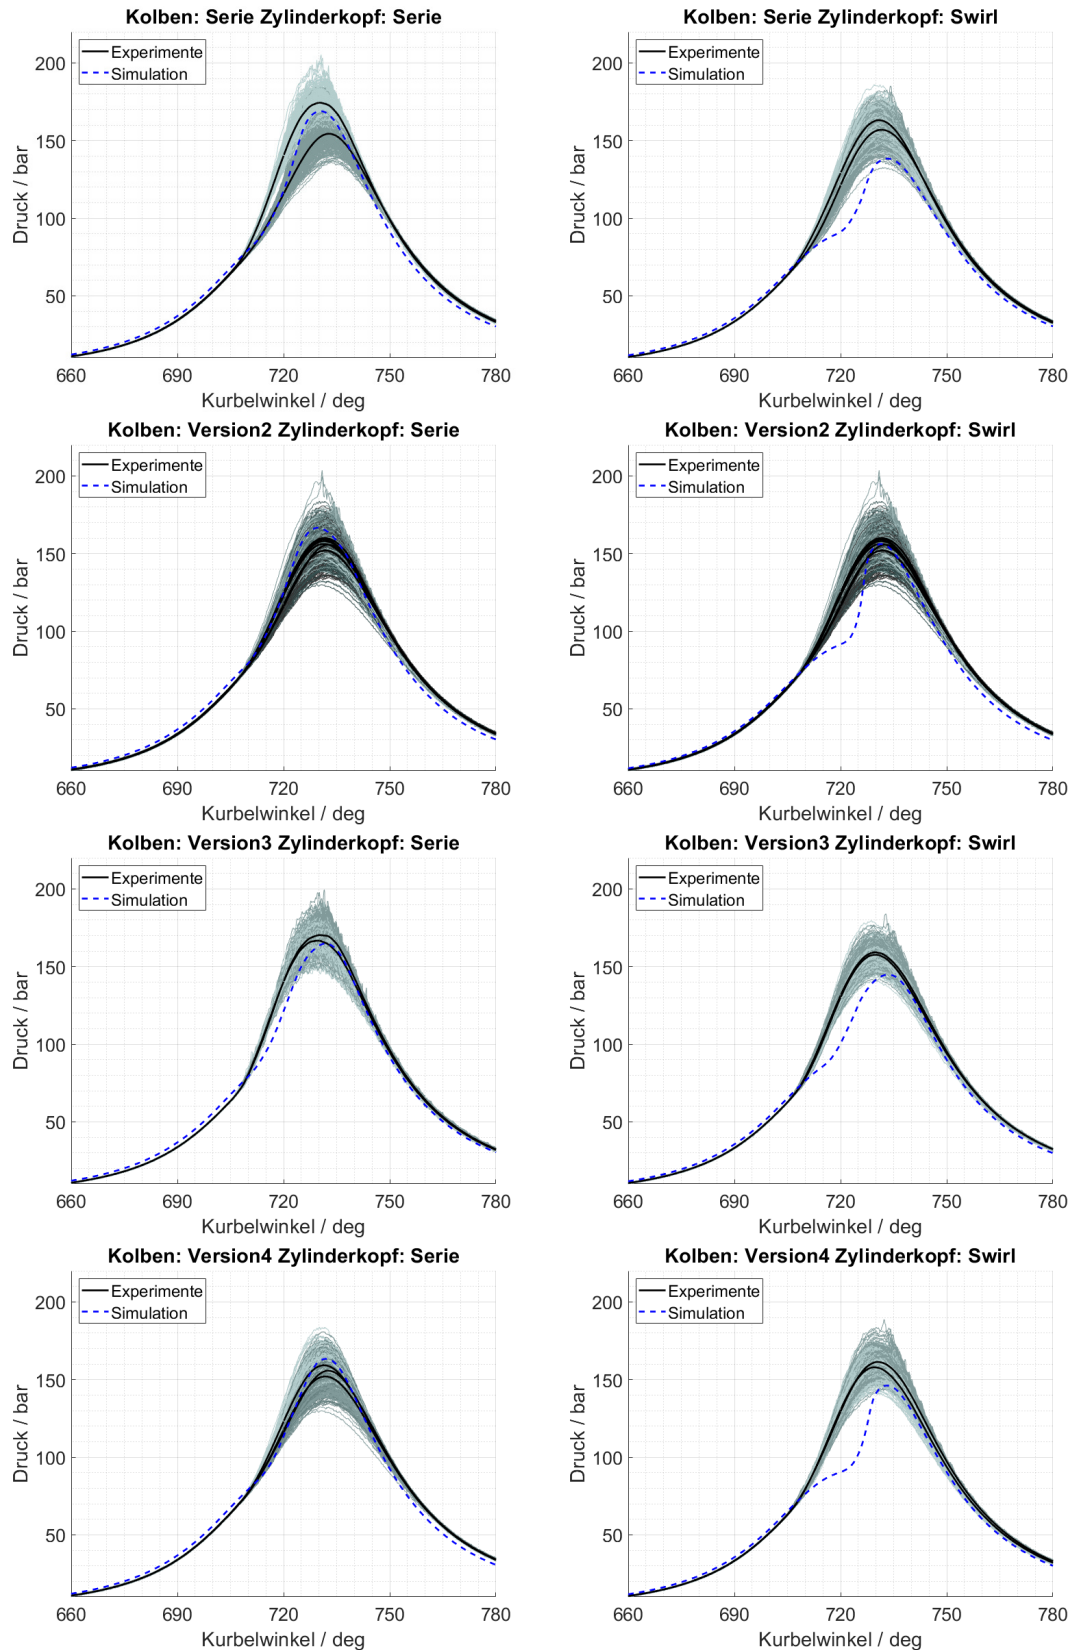 Kolben: Serie Zylinderkopf: Serie
Experimente
Simulation
200
150
100
50
Druck / bar
660 690 720 750 780
Kurbelwinkel / deg
Kolben: Serie Zylinderkopf: Swirl
Experimente
Simulation
200
150
100
50
Druck / bar
660 690 720 750 780
Kurbelwinkel / deg
Kolben: Version2 Zylinderkopf: Serie
Experimente
Simulation
200
150
100
50
Druck / bar
660 690 720 750 780
Kurbelwinkel / deg
Kolben: Version2 Zylinderkopf: Swirl
Experimente
Simulation
200
150
100
50
Druck / bar
660 690 720 750 780
Kurbelwinkel / deg
Kolben: Version3 Zylinderkopf: Serie
Experimente
Simulation
200
150
100
50
Druck / bar
660 690 720 750 780
Kurbelwinkel / deg
Kolben: Version3 Zylinderkopf: Swirl
Experimente
Simulation
200
150
100
50
Druck / bar
660 690 720 750 780
Kurbelwinkel / deg
Kolben: Version4 Zylinderkopf: Serie
Experimente
Simulation
200
150
100
50
Druck / bar
660 690 720 750 780
Kurbelwinkel / deg
Kolben: Version4 Zylinderkopf: Swirl
Experimente
Simulation
200
150
100
50
Druck / bar
660 690 720 750 780
Kurbelwinkel / deg